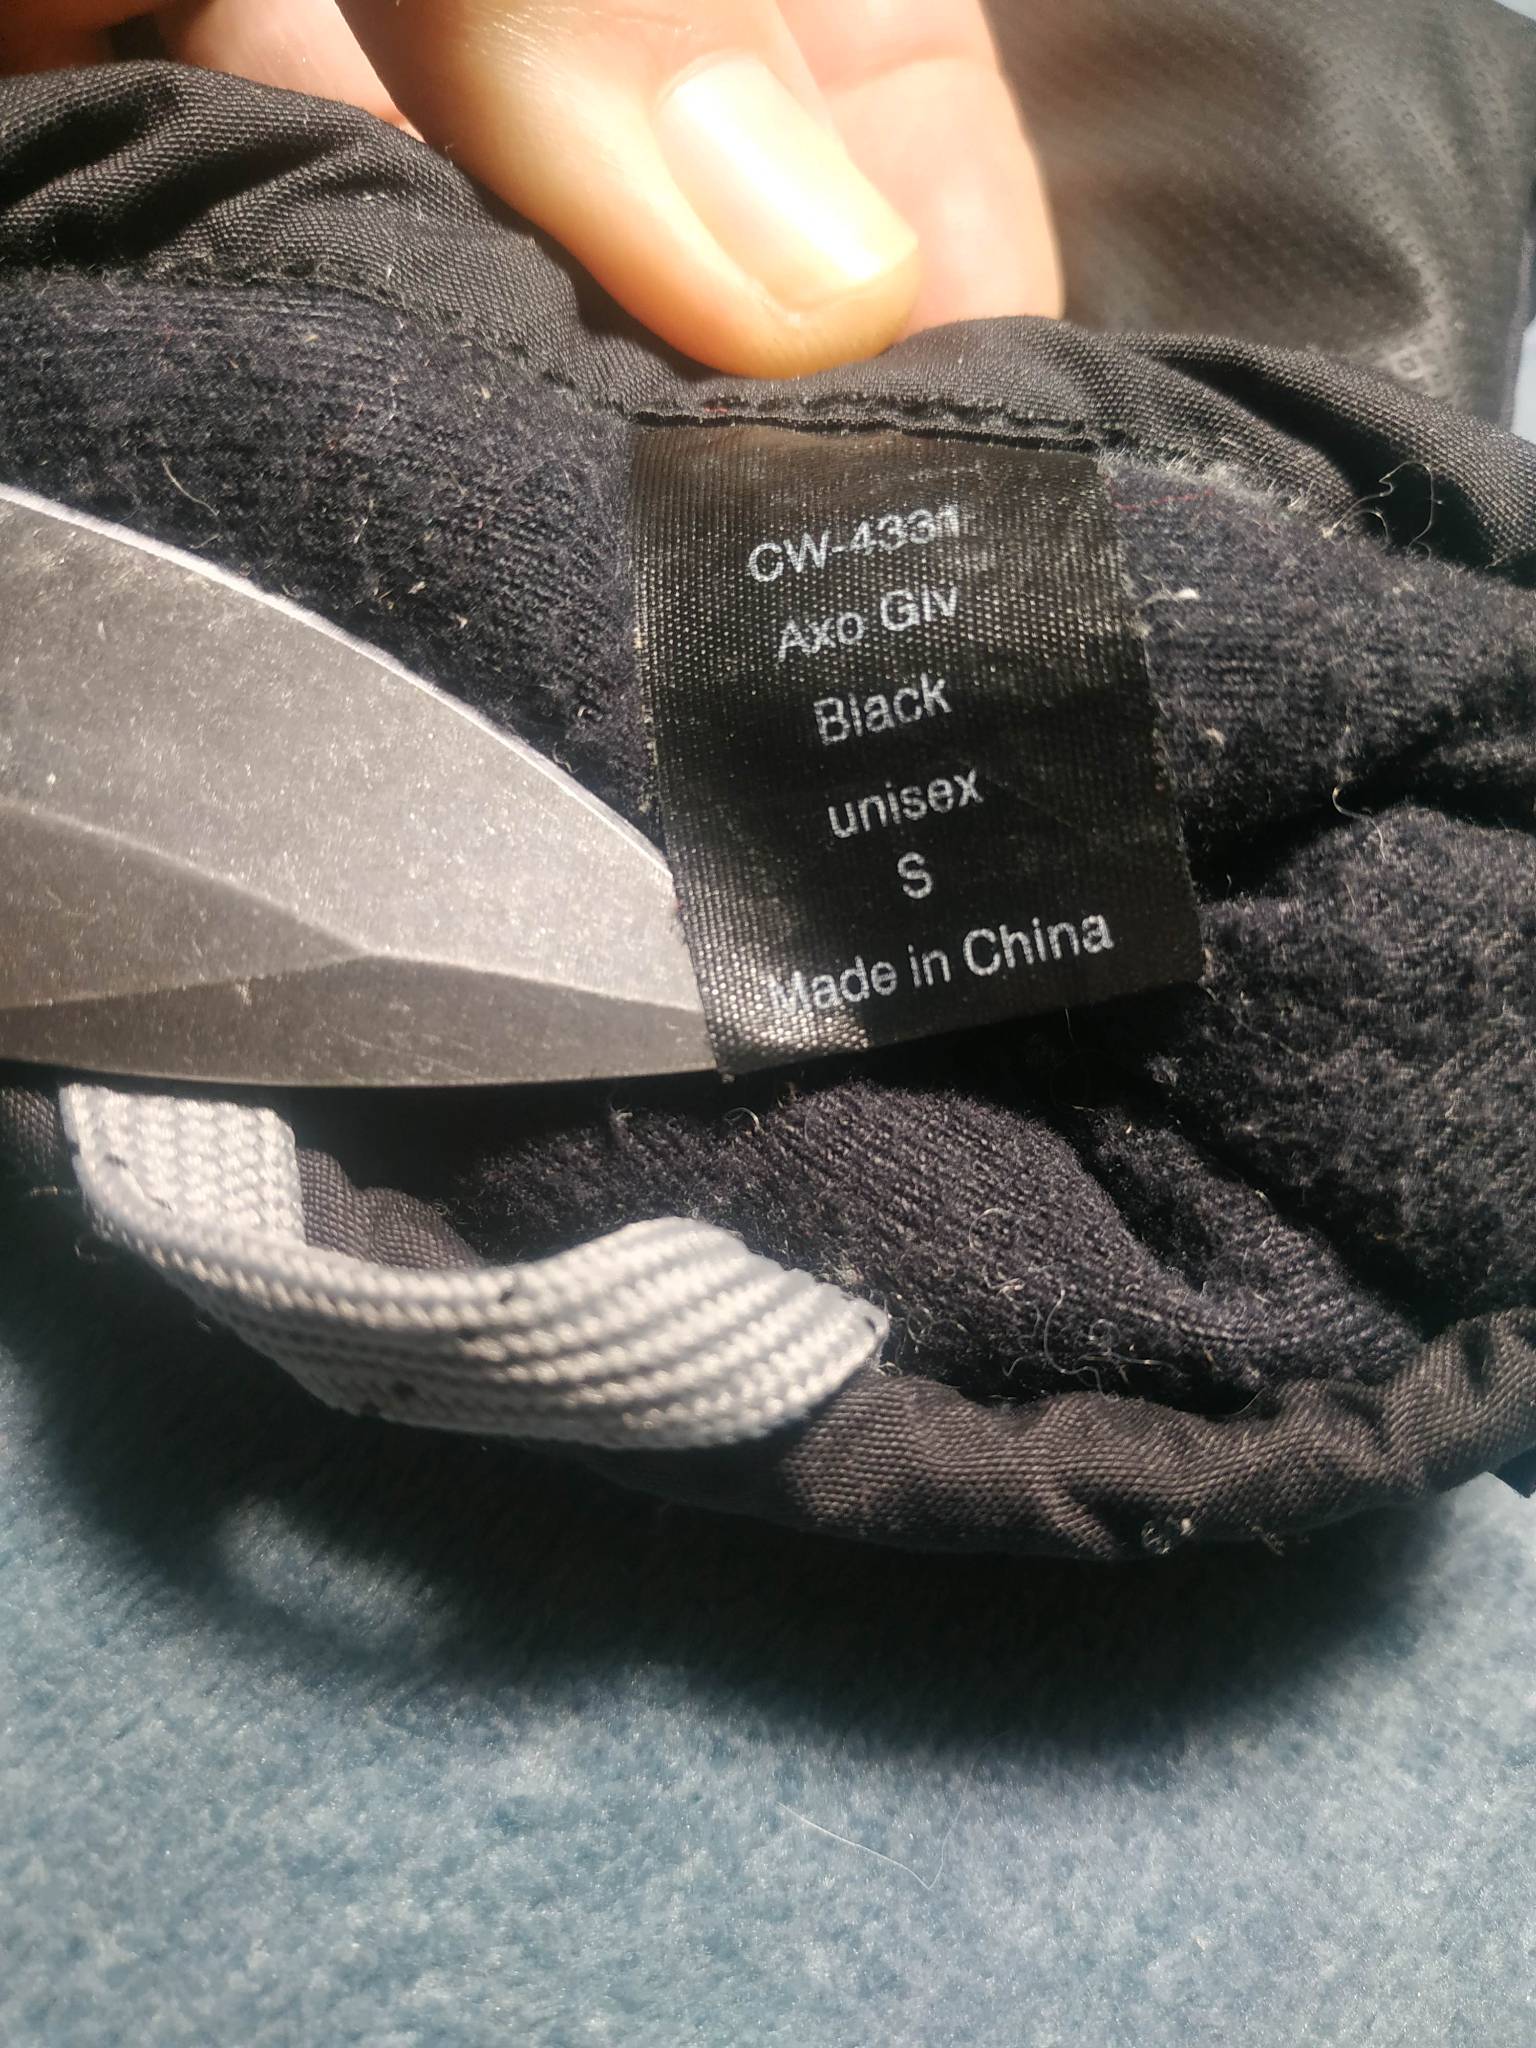 CW-4331
Axo Glv
Black
unisex
S
Made in China